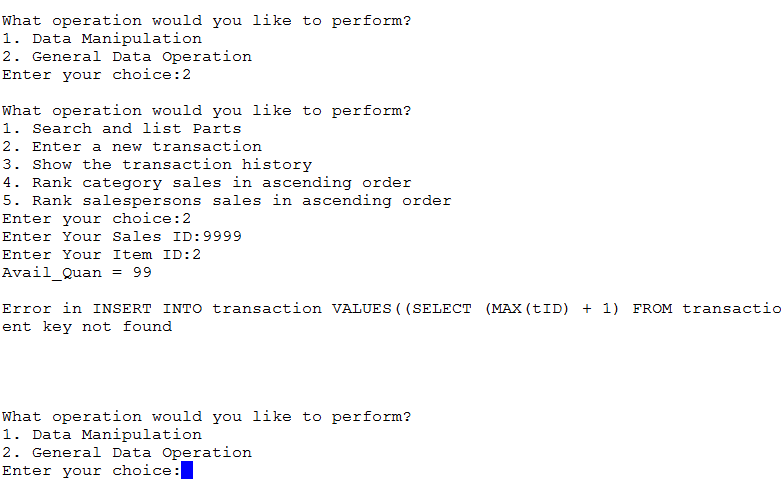 What operation would you like to perform?
1. Data Manipulation
2. General Data Operation
Enter your choice:2
What operation would you like to perform?
1. Search and list Parts
2. Enter a new transaction
3. Show the transaction history
4. Rank category sales in ascending order
5. Rank salespersons sales in ascending order
Enter your choice:2
Enter Your Sales ID:9999
Enter Your Item ID:2
Avail_Quan = 99
Error in INSERT INTO transaction VALUES((SELECT (MAX(tID) + 1) FROM transactio
ent key not found
What operation would you like to perform?
1. Data Manipulation
2. General Data Operation
Enter your choice: